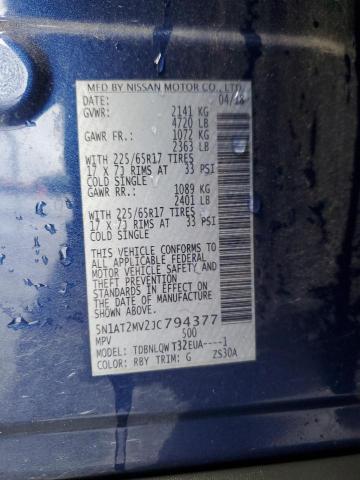 MFD BY NISSAN MOTOR CO., LTD.
DATE: 04/18
GVWR: 2141 KG
4720 LB
GAWR FR.: 1072 KG
2363 LB
WITH 225/65R17 TIRES
17 X 7J RIMS AT 33 PSI
COLD SINGLE
GAWR RR.: 1089 KG
2401 LB
WITH 225/65R17 TIRES
17 X 7J RIMS AT 33 PSI
COLD SINGLE
THIS VEHICLE CONFORMS TO
ALL APPLICABLE FEDERAL
MOTOR VEHICLE SAFETY AND
THEFT PREVENTION
STANDARDS IN EFFECT ON
THE DATE OF MANUFACTURE
SHOWN ABOVE.
5N1AT2MV2JC794377
MPV 500
MODEL: TDBNLQWT32EUA----1
COLOR: RBY TRIM: G ZS30A